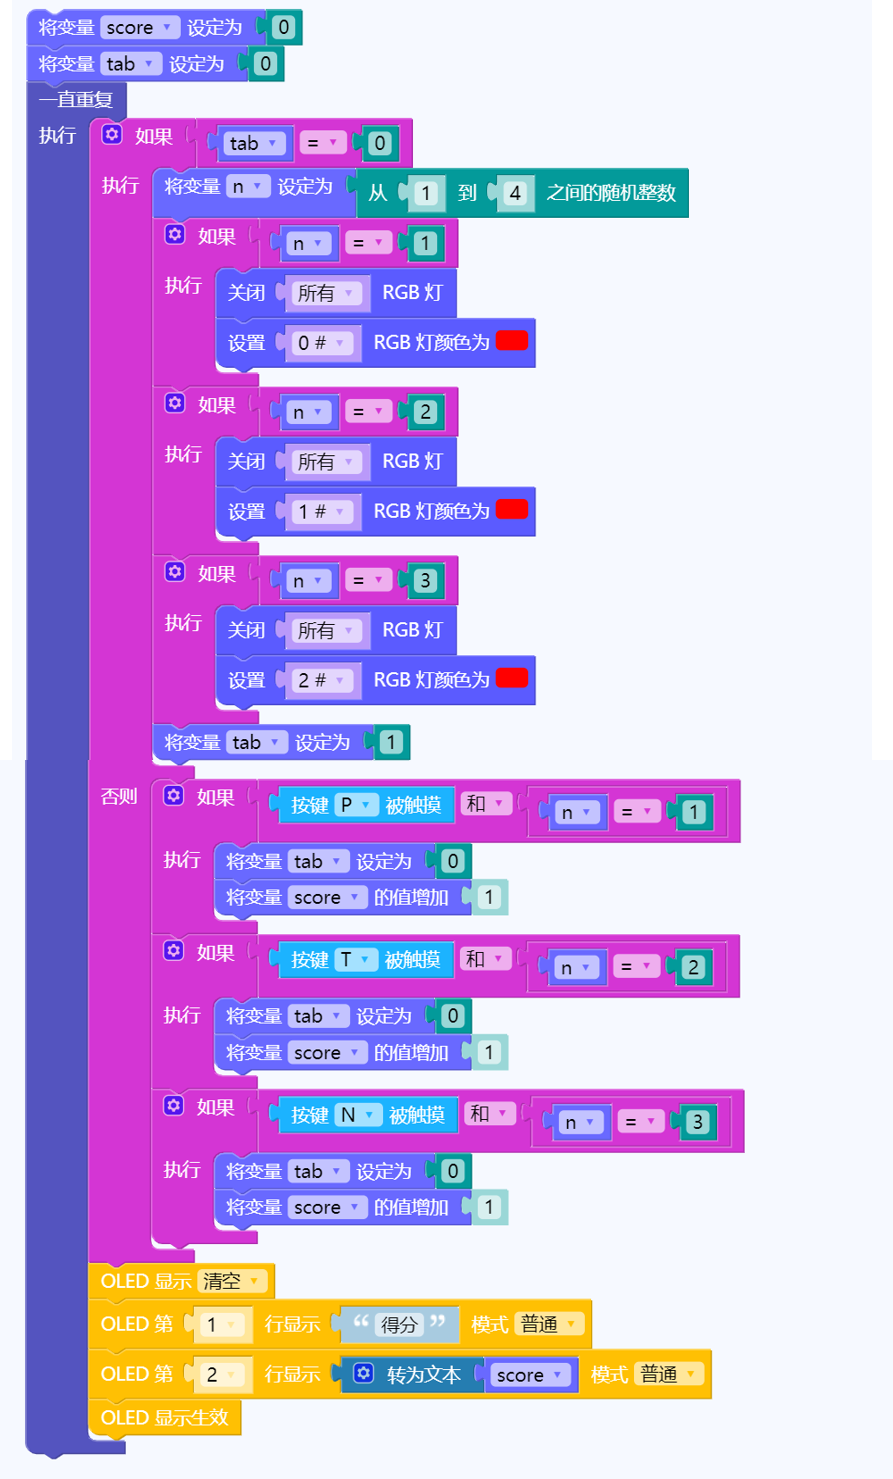 将变量 score 设定为 0
将变量 tab 设定为 0
一直重复
执行 如果 tab = 0
执行 将变量 n 设定为 从 1 到 4 之间的随机整数
如果 n = 1
执行 关闭 所有 RGB 灯
设置 0 # RGB 灯颜色为
如果 n = 2
执行 关闭 所有 RGB 灯
设置 1 # RGB 灯颜色为
如果 n = 3
执行 关闭 所有 RGB 灯
设置 2 # RGB 灯颜色为
将变量 tab 设定为 1
否则 如果 按键 P 被触摸 和 n = 1
执行 将变量 tab 设定为 0
将变量 score 的值增加 1
如果 按键 T 被触摸 和 n = 2
执行 将变量 tab 设定为 0
将变量 score 的值增加 1
如果 按键 N 被触摸 和 n = 3
执行 将变量 tab 设定为 0
将变量 score 的值增加 1
OLED 显示 清空
OLED 第 1 行显示 “ 得分 ” 模式 普通
OLED 第 2 行显示 转为文本 score 模式 普通
OLED 显示生效